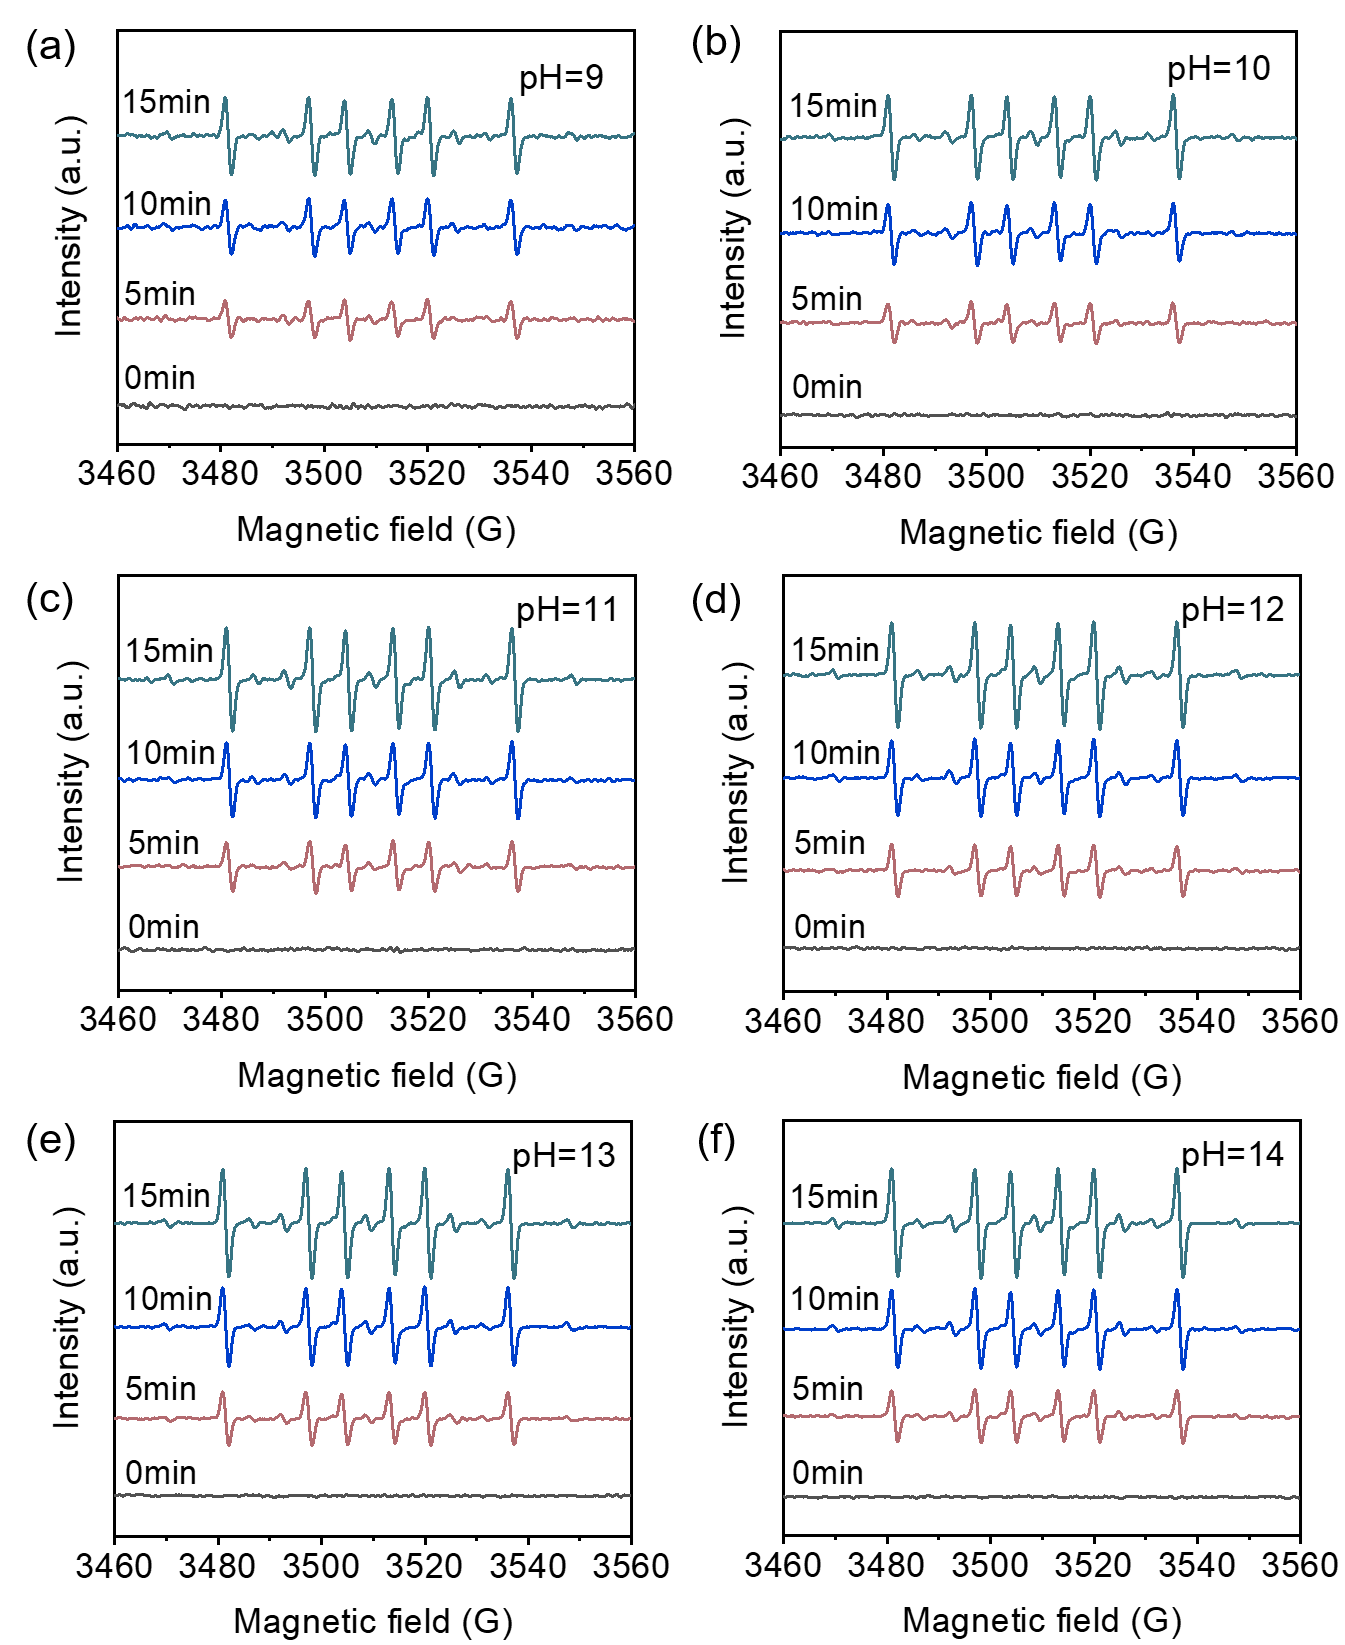 (a)
pH=9
15min
10min
5min
0min
Intensity (a.u.)
3460 3480 3500 3520 3540 3560
Magnetic field (G)
(b)
pH=10
15min
10min
5min
0min
Intensity (a.u.)
3460 3480 3500 3520 3540 3560
Magnetic field (G)
(c)
pH=11
15min
10min
5min
0min
Intensity (a.u.)
3460 3480 3500 3520 3540 3560
Magnetic field (G)
(d)
pH=12
15min
10min
5min
0min
Intensity (a.u.)
3460 3480 3500 3520 3540 3560
Magnetic field (G)
(e)
pH=13
15min
10min
5min
0min
Intensity (a.u.)
3460 3480 3500 3520 3540 3560
Magnetic field (G)
(f)
pH=14
15min
10min
5min
0min
Intensity (a.u.)
3460 3480 3500 3520 3540 3560
Magnetic field (G)